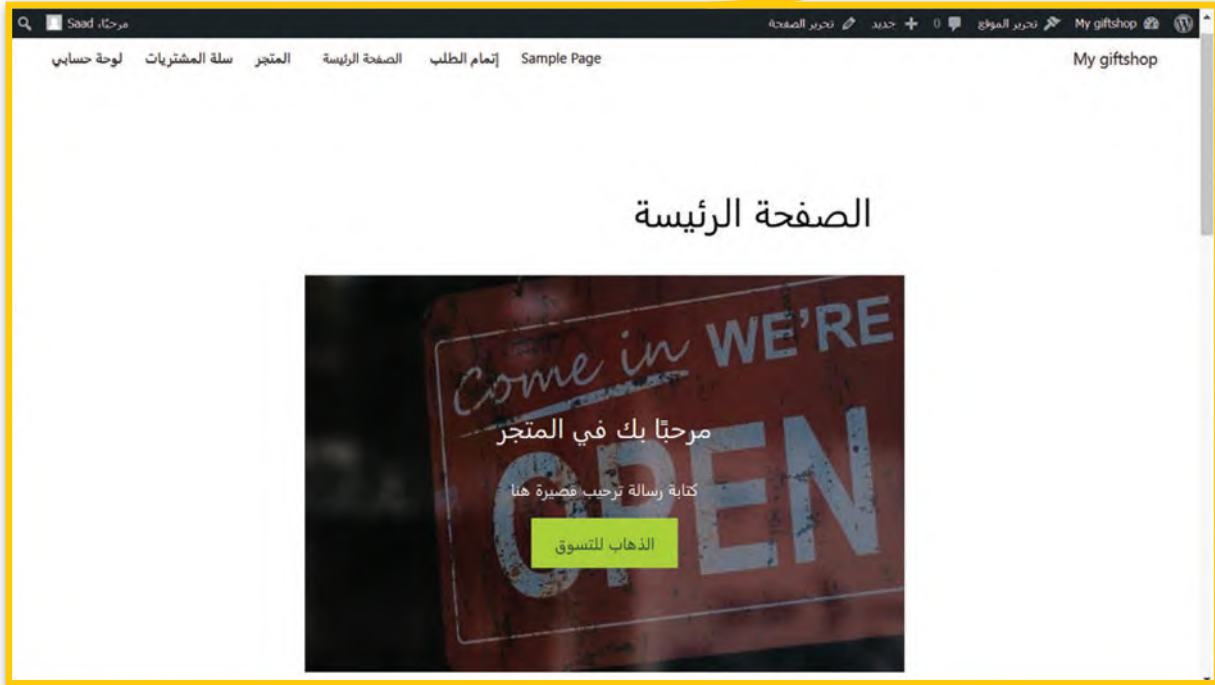 My giftshop تحرير الموقع 0 جديد تحرير الصفحة مرحبًا، Saad
My giftshop Sample Page إتمام الطلب الصفحة الرئيسة المتجر سلة المشتريات لوحة حسابي
الصفحة الرئيسة
Come in WE'RE
OPEN
مرحبًا بك في المتجر
كتابة رسالة ترحيب قصيرة هنا
الذهاب للتسوق